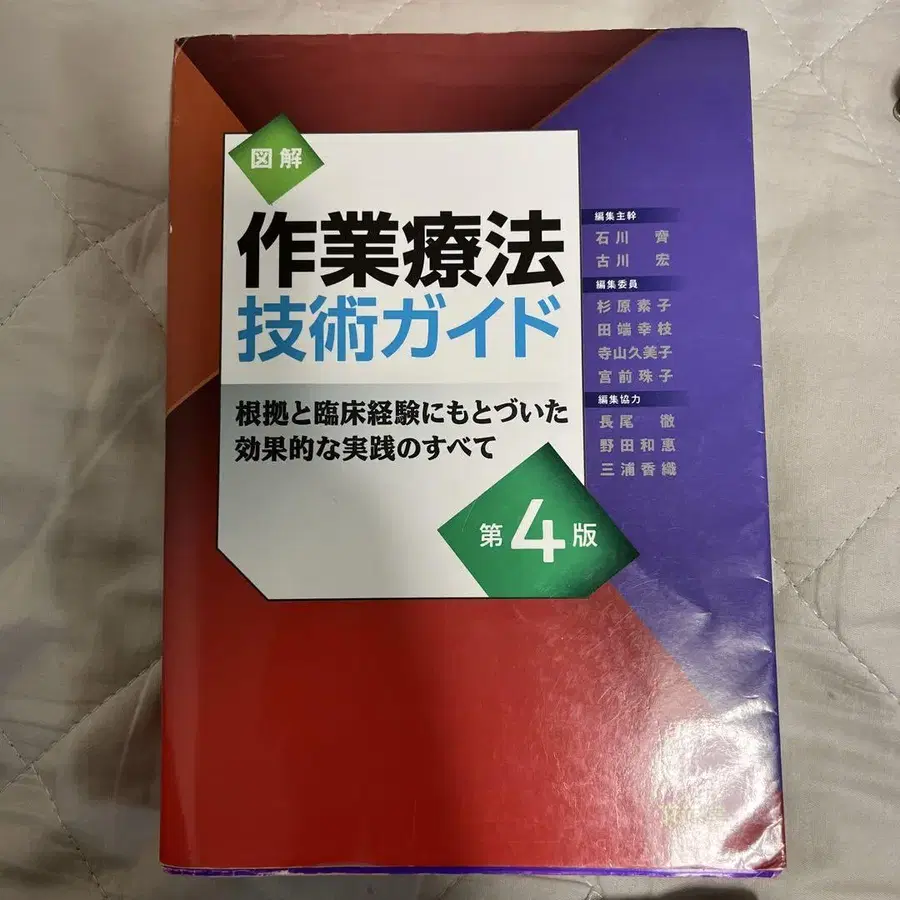 図解
作業療法
技術ガイド
根拠と臨床経験にもとづいた
効果的な実践のすべて
第4版
編集主幹
石川 齊
古川 宏
編集委員
杉原素子
田端幸枝
寺山久美子
宮前珠子
編集協力
長尾 徹
野田和惠
三浦香織